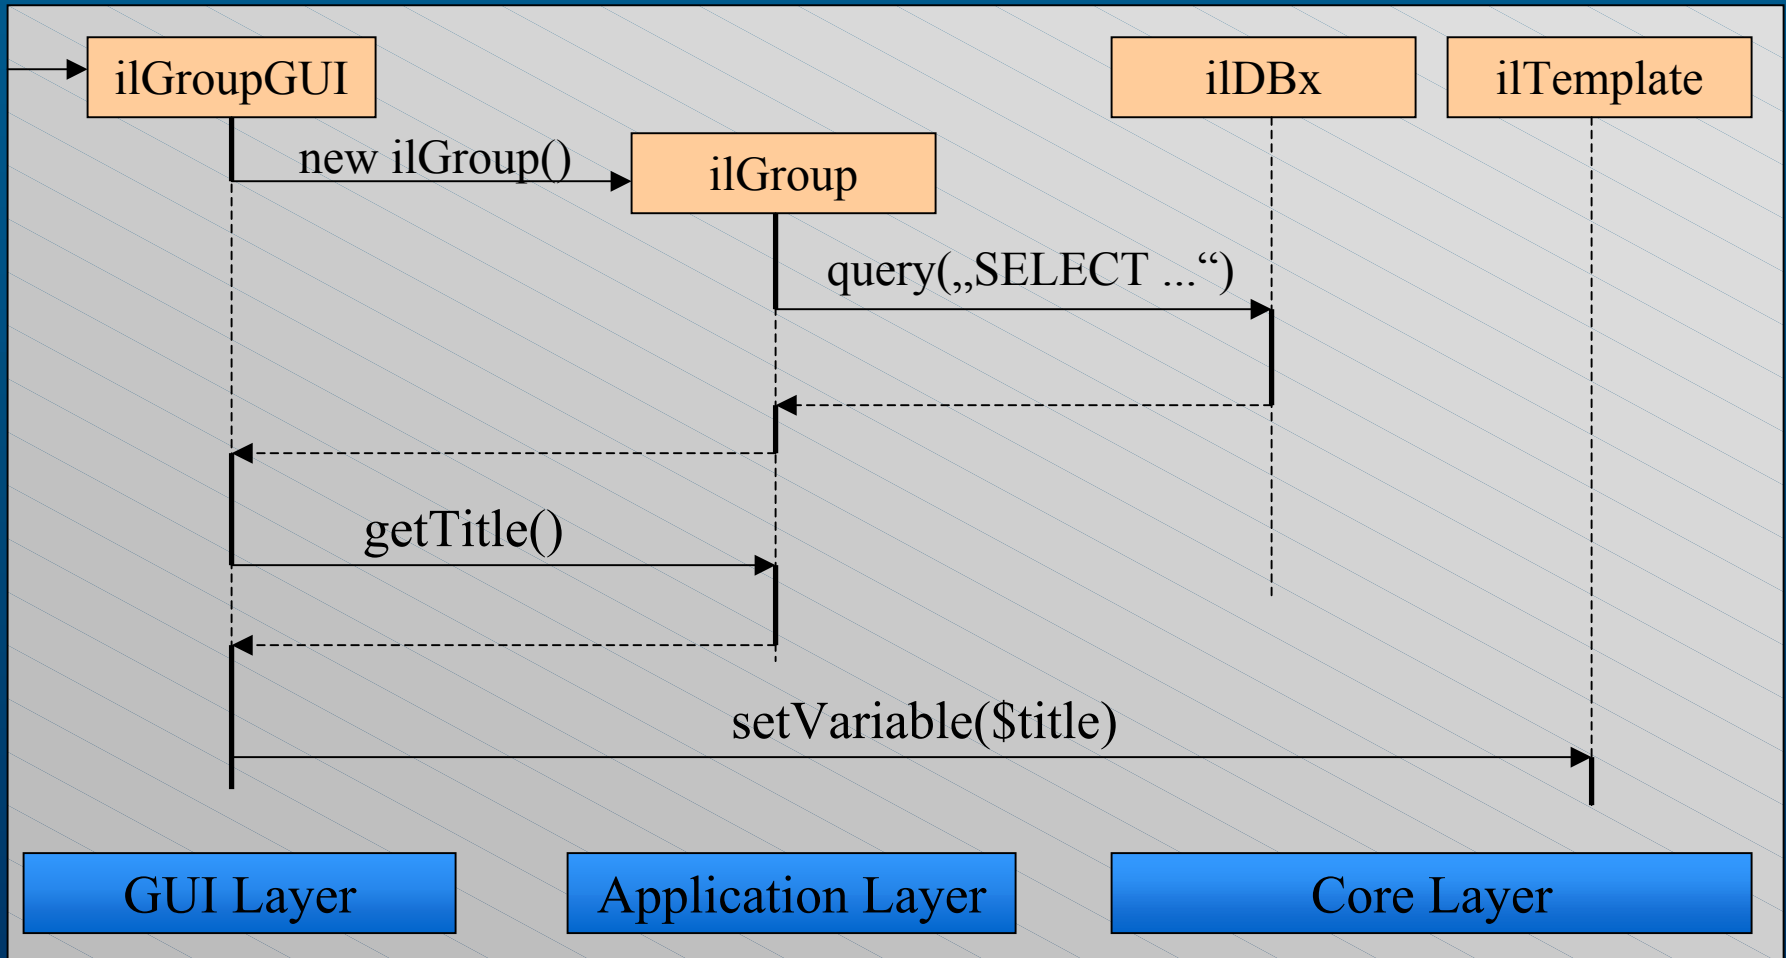 ilGroupGUI
ilDBx
ilTemplate
new ilGroup()
ilGroup
query(„SELECT ...“)
getTitle()
setVariable($title)
GUI Layer
Application Layer
Core Layer